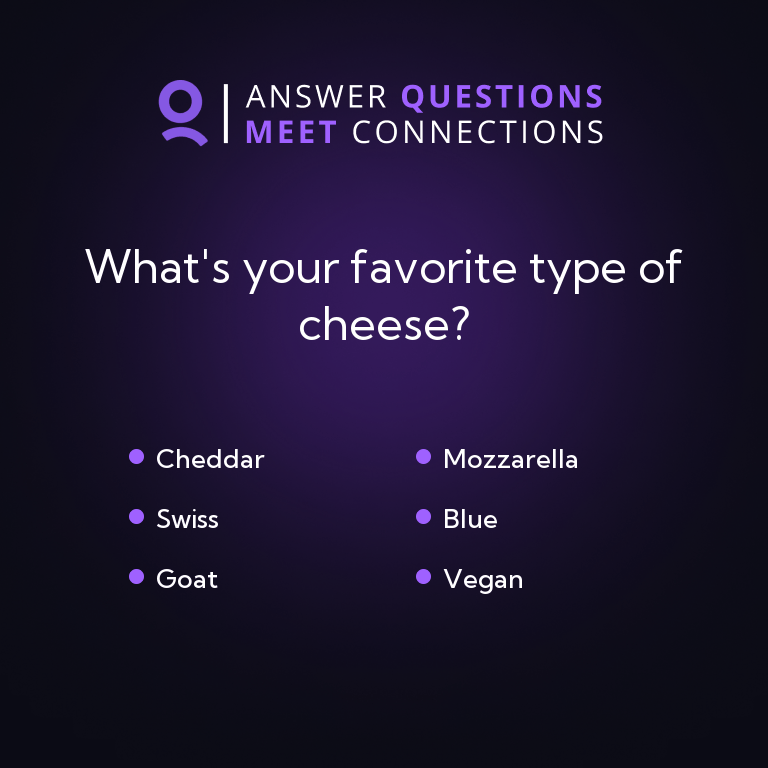 ANSWER QUESTIONS
MEET CONNECTIONS
What's your favorite type of
cheese?
Cheddar
Mozzarella
Swiss
Blue
Goat
Vegan